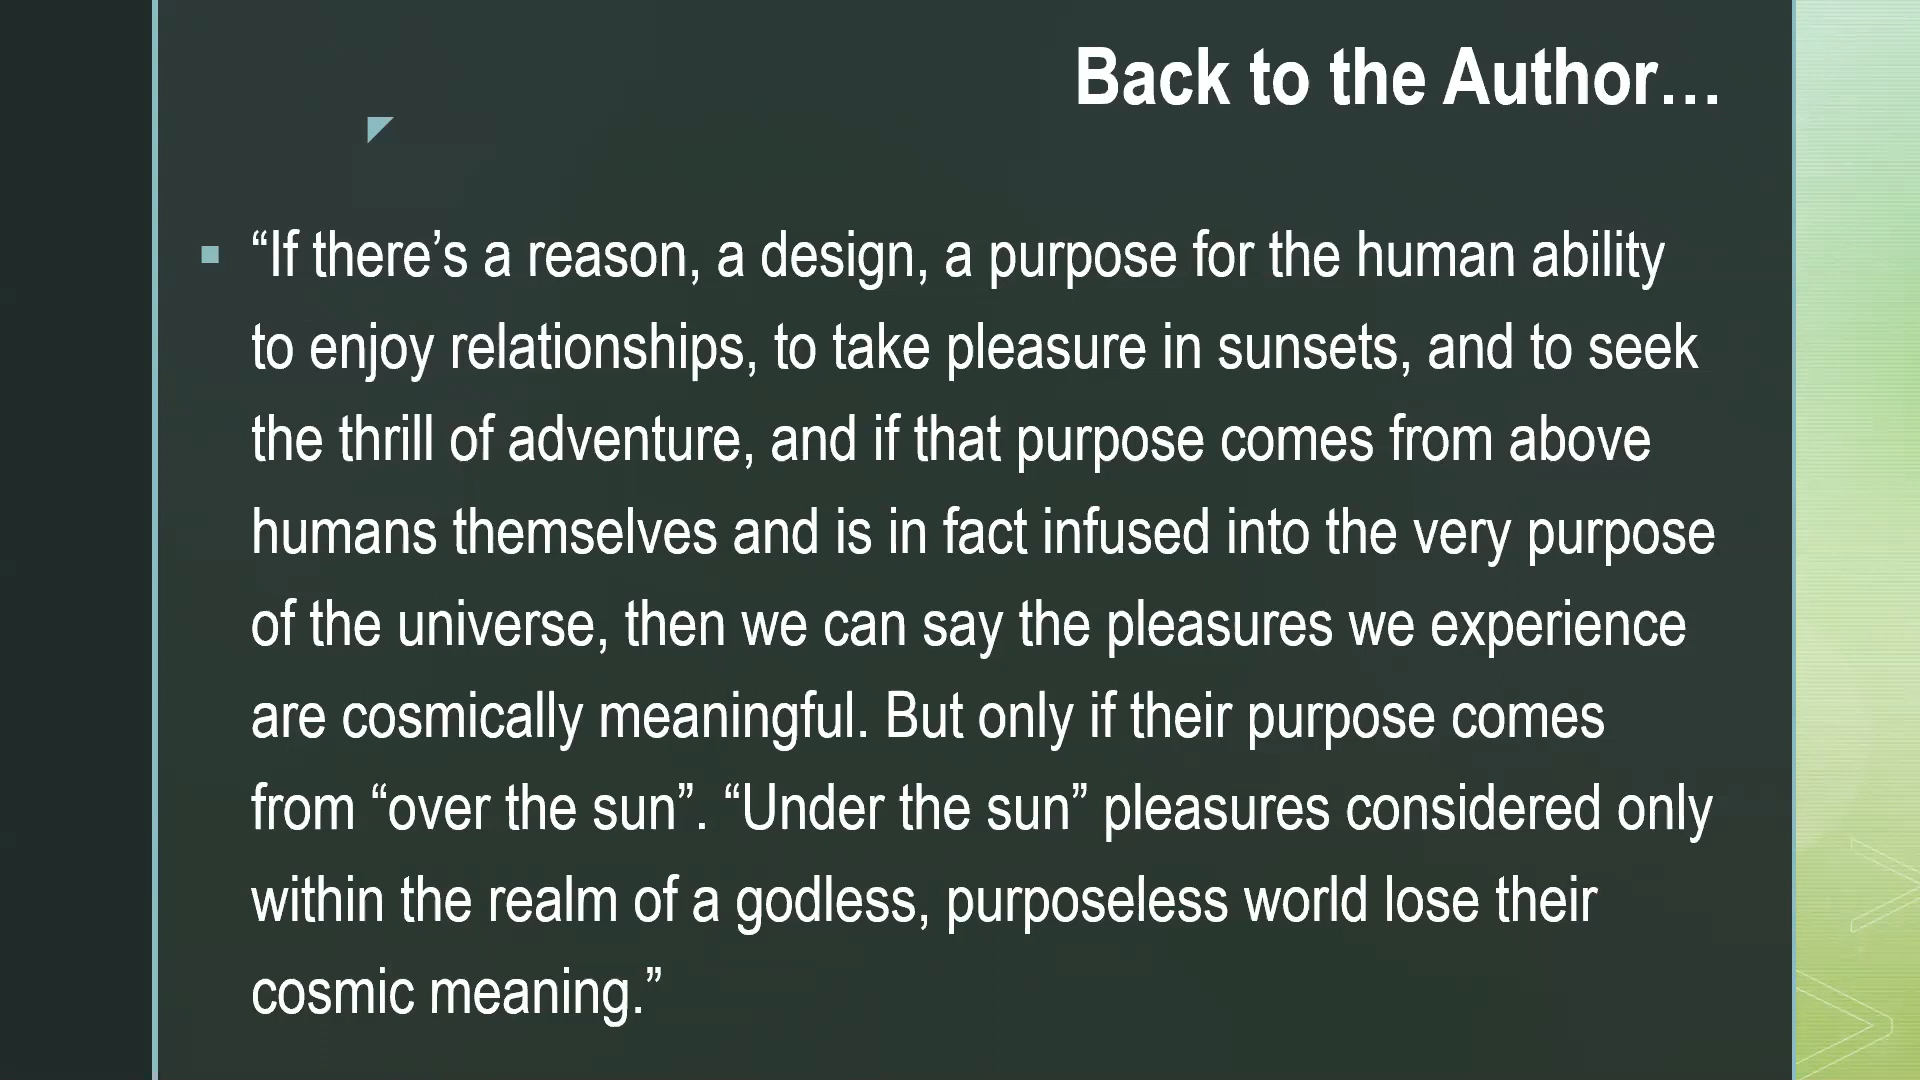 Back to the Author…
“If there’s a reason, a design, a purpose for the human ability
to enjoy relationships, to take pleasure in sunsets, and to seek
the thrill of adventure, and if that purpose comes from above
humans themselves and is in fact infused into the very purpose
of the universe, then we can say the pleasures we experience
are cosmically meaningful. But only if their purpose comes
from “over the sun”. “Under the sun” pleasures considered only
within the realm of a godless, purposeless world lose their
cosmic meaning.”